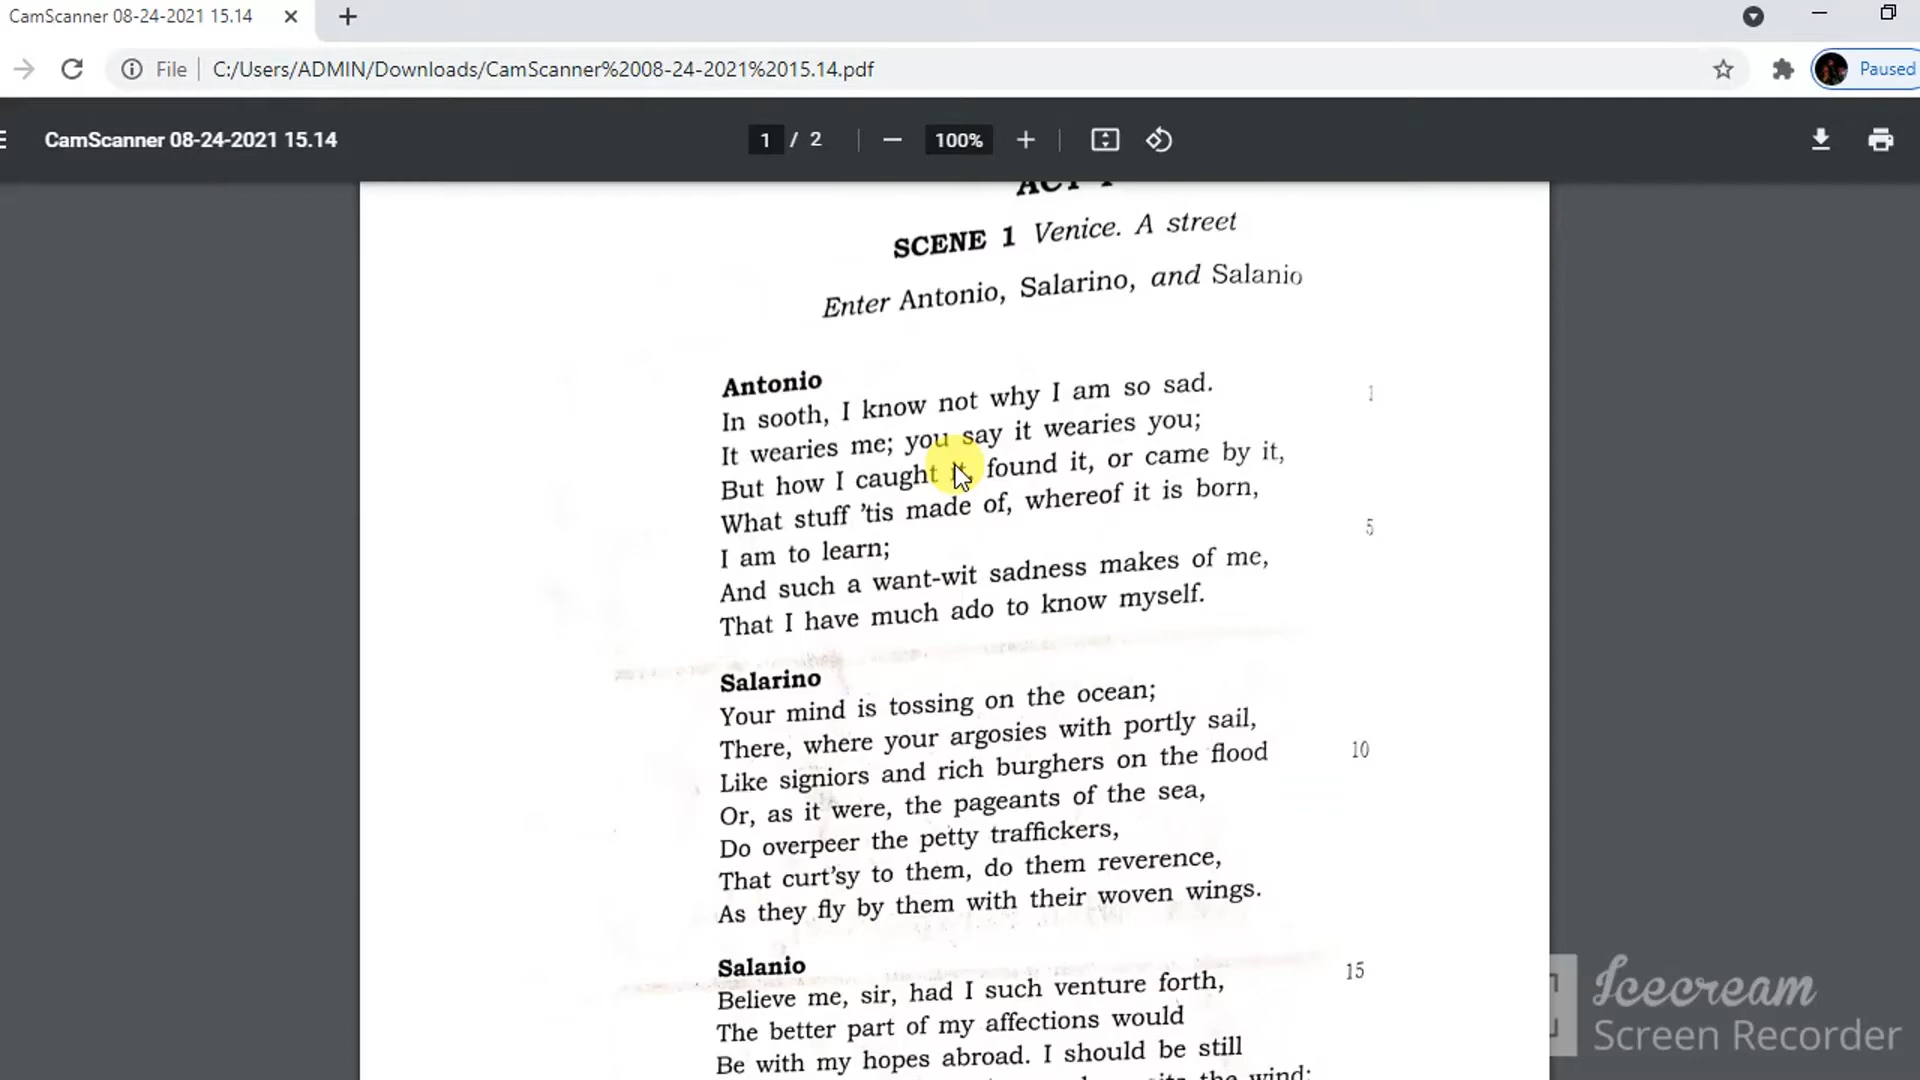 CamScanner 08-24-2021 15.14
File C:/Users/ADMIN/Downloads/CamScanner%2008-24-2021%2015.14.pdf Paused
CamScanner 08-24-2021 15.14 1 / 2 100%
ACT 1
SCENE 1 Venice. A street
Enter Antonio, Salarino, and Salanio
Antonio
In sooth, I know not why I am so sad. 1
It wearies me; you say it wearies you;
But how I caught it, found it, or came by it,
What stuff 'tis made of, whereof it is born,
I am to learn; 5
And such a want-wit sadness makes of me,
That I have much ado to know myself.
Salarino
Your mind is tossing on the ocean;
There, where your argosies with portly sail,
Like signiors and rich burghers on the flood 10
Or, as it were, the pageants of the sea,
Do overpeer the petty traffickers,
That curt'sy to them, do them reverence,
As they fly by them with their woven wings.
Salanio
Believe me, sir, had I such venture forth, 15
The better part of my affections would
Be with my hopes abroad. I should be still
the wind:
Icecream
Screen Recorder